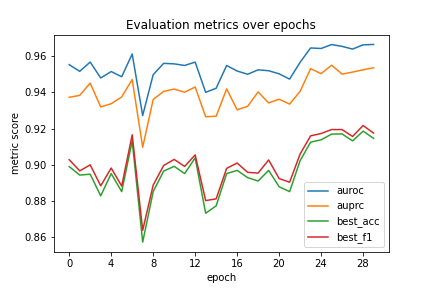 Evaluation metrics over epochs
metric score
0.96
0.94
0.92
0.90
0.88
0.86
auroc
auprc
best_acc
best_f1
0 4 8 12 16 20 24 28
epoch